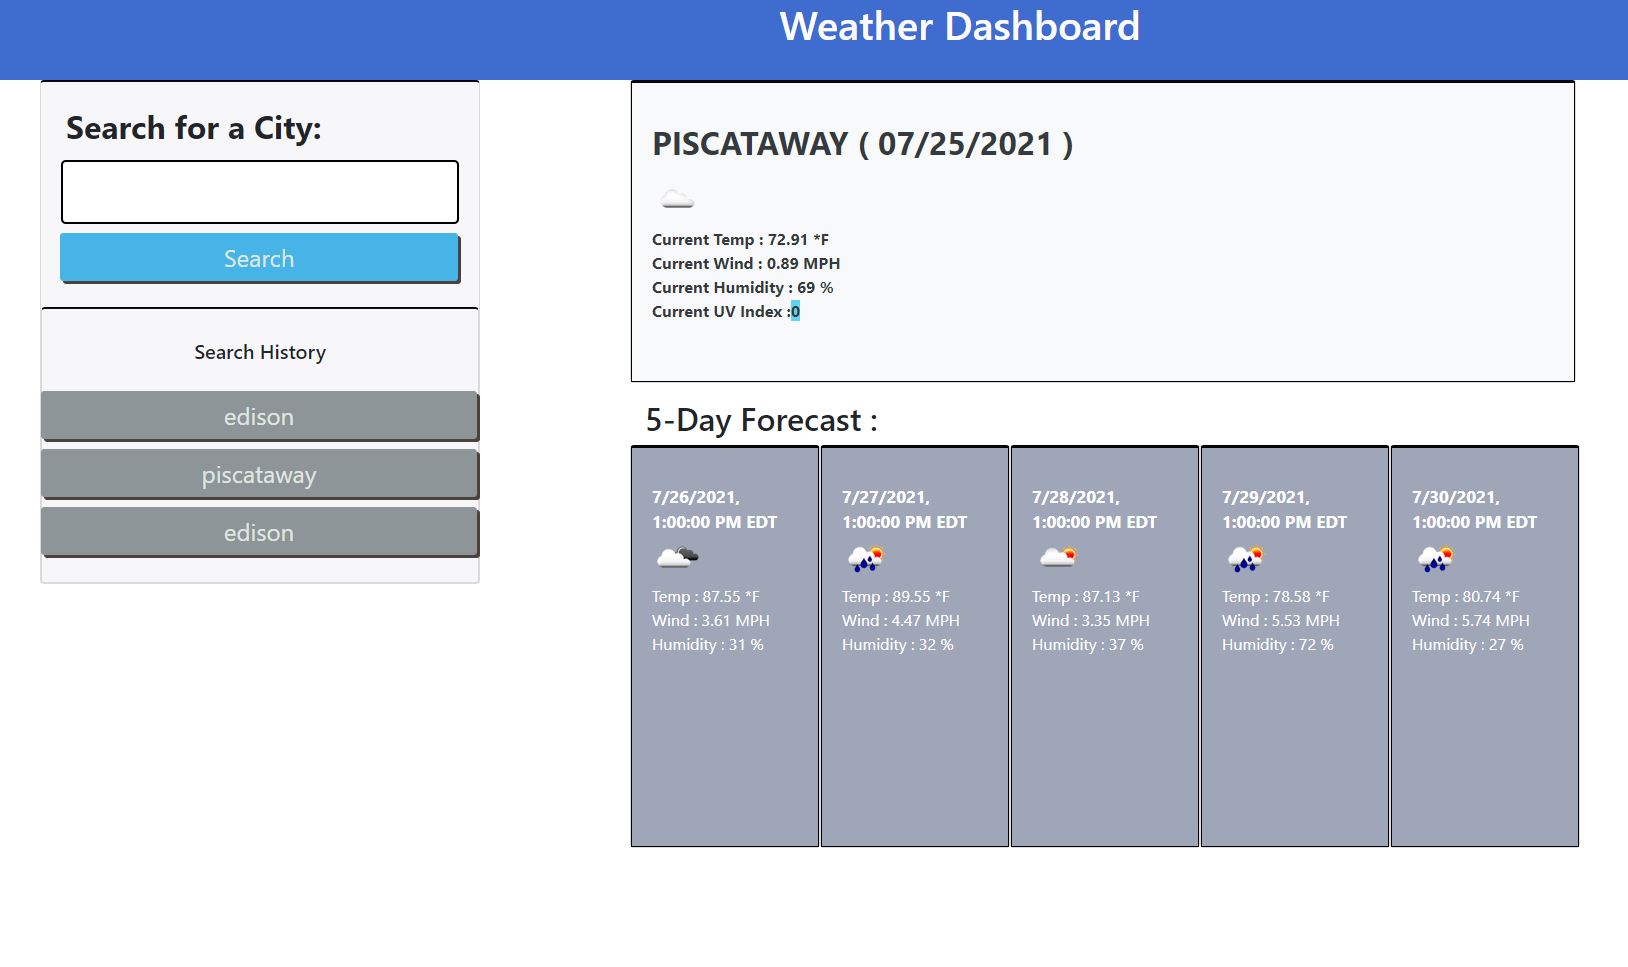 Weather Dashboard
Search for a City:
Search
Search History
edison
piscataway
edison
PISCATAWAY ( 07/25/2021 )
Current Temp : 72.91 *F
Current Wind : 0.89 MPH
Current Humidity : 69 %
Current UV Index :0
5-Day Forecast :
7/26/2021,
1:00:00 PM EDT
Temp : 87.55 *F
Wind : 3.61 MPH
Humidity : 31 %
7/27/2021,
1:00:00 PM EDT
Temp : 89.55 *F
Wind : 4.47 MPH
Humidity : 32 %
7/28/2021,
1:00:00 PM EDT
Temp : 87.13 *F
Wind : 3.35 MPH
Humidity : 37 %
7/29/2021,
1:00:00 PM EDT
Temp : 78.58 *F
Wind : 5.53 MPH
Humidity : 72 %
7/30/2021,
1:00:00 PM EDT
Temp : 80.74 *F
Wind : 5.74 MPH
Humidity : 27 %